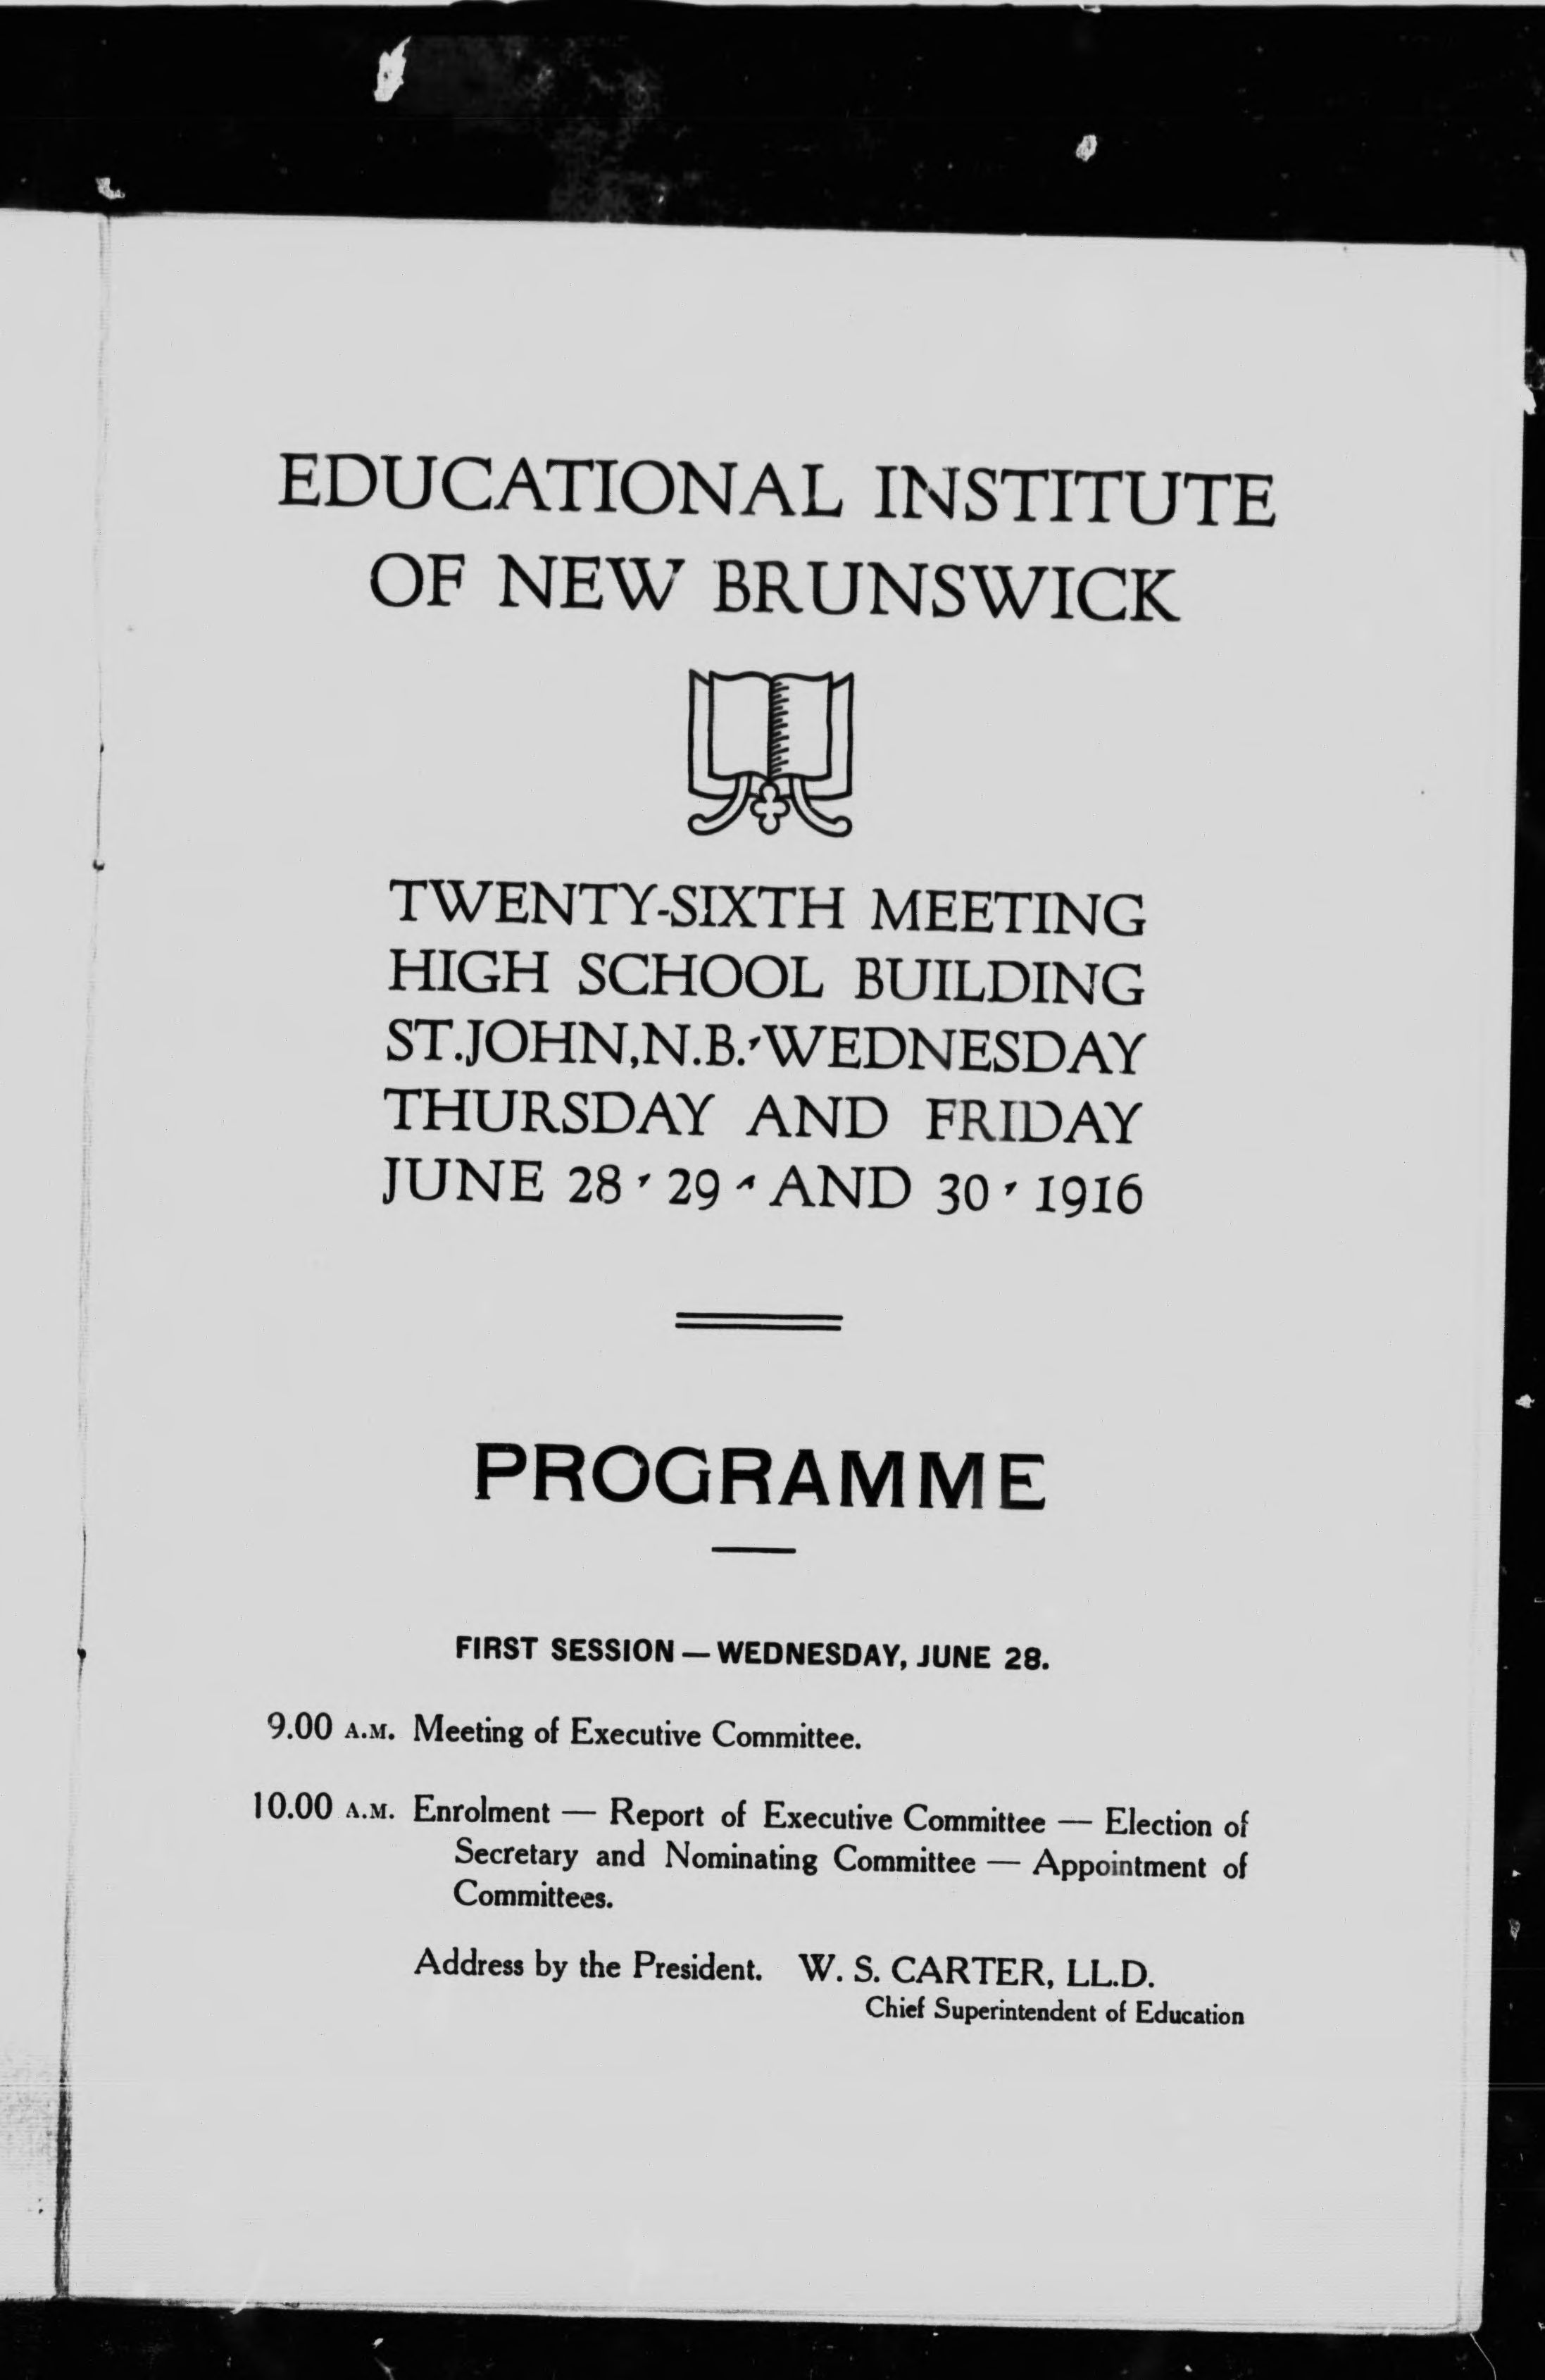 EDUCATIONAL INSTITUTE
OF NEW BRUNSWICK
TWENTY-SIXTH MEETING
HIGH SCHOOL BUILDING
ST.JOHN,N.B.,WEDNESDAY
THURSDAY AND FRIDAY
JUNE 28, 29, AND 30, 1916
PROGRAMME
FIRST SESSION — WEDNESDAY, JUNE 28.
9.00 A.M. Meeting of Executive Committee.
10.00 A.M. Enrolment — Report of Executive Committee — Election of
Secretary and Nominating Committee — Appointment of
Committees.
Address by the President. W. S. CARTER, LL.D.
Chief Superintendent of Education